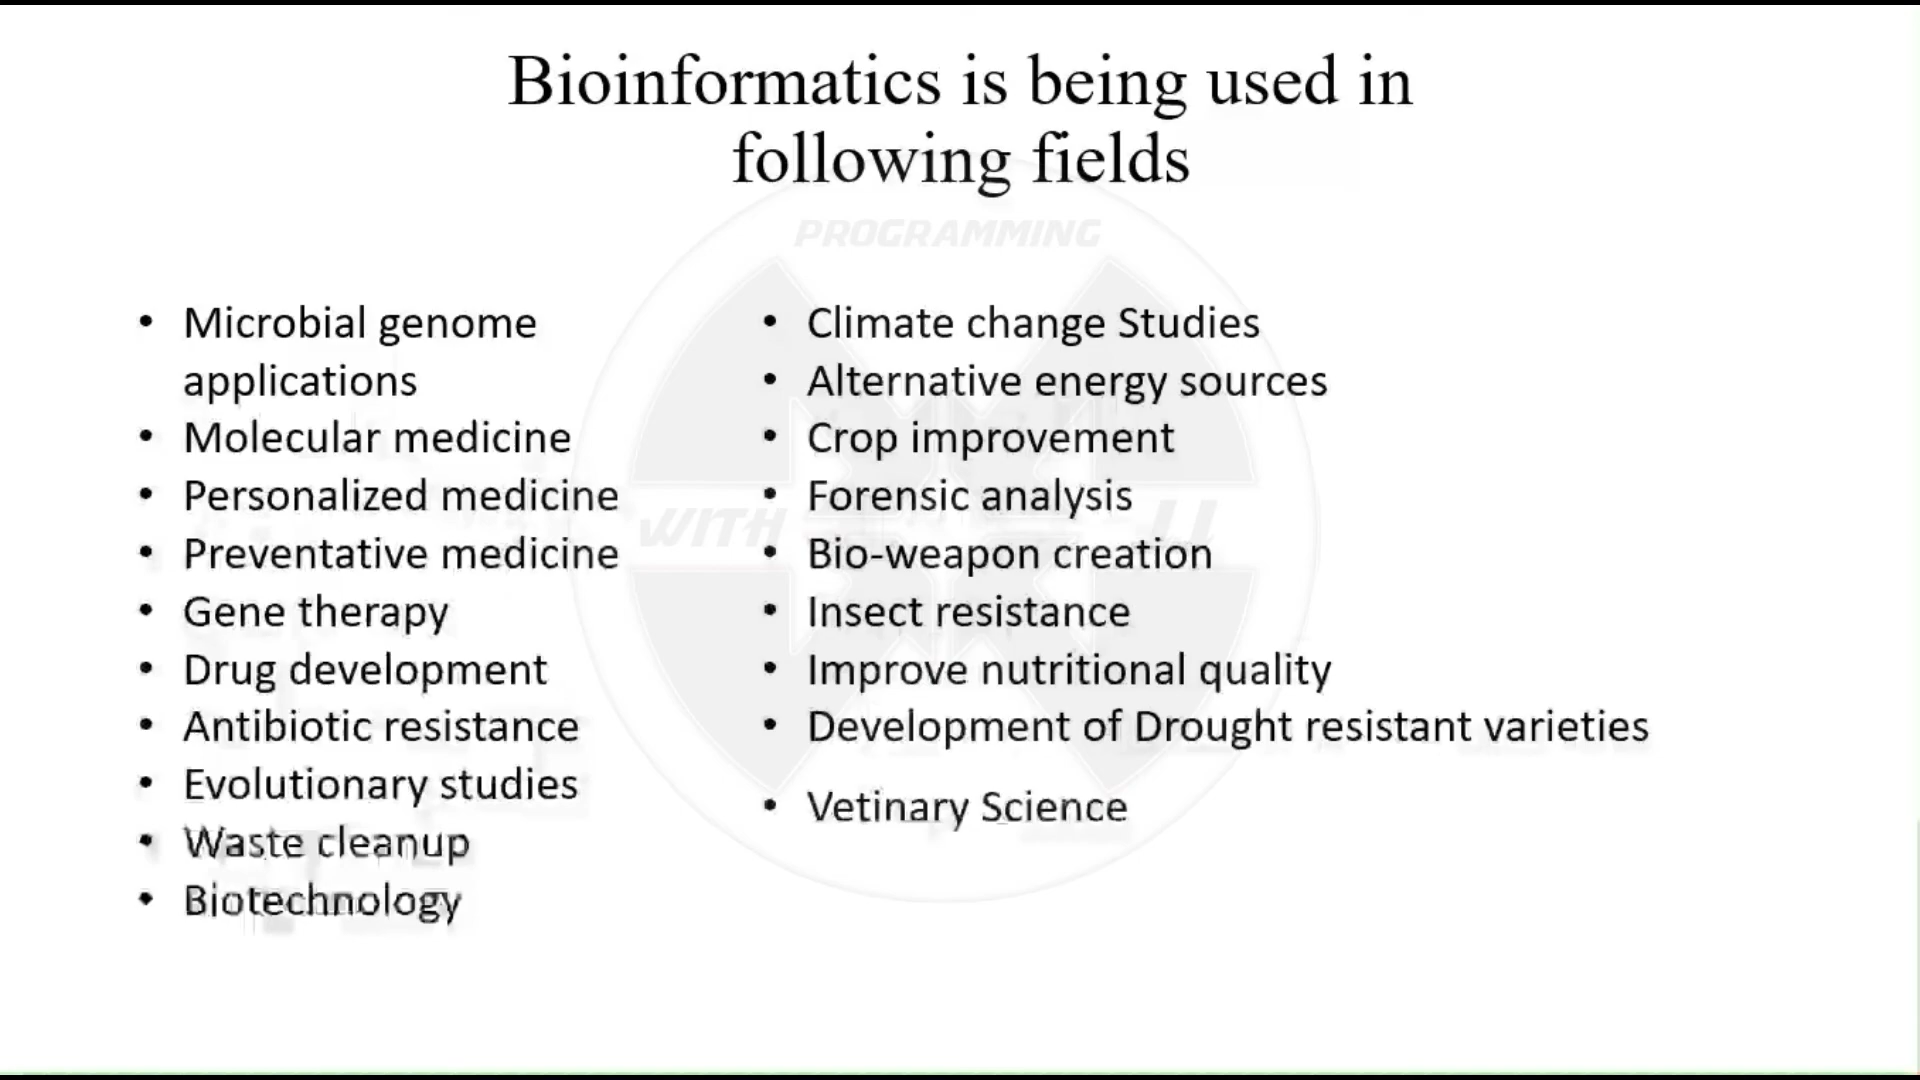 Bioinformatics is being used in
following fields
PROGRAMMING
WITH
JJ
• Microbial genome
applications
• Molecular medicine
• Personalized medicine
• Preventative medicine
• Gene therapy
• Drug development
• Antibiotic resistance
• Evolutionary studies
• Waste cleanup
• Biotechnology
• Climate change Studies
• Alternative energy sources
• Crop improvement
• Forensic analysis
• Bio-weapon creation
• Insect resistance
• Improve nutritional quality
• Development of Drought resistant varieties
• Vetinary Science